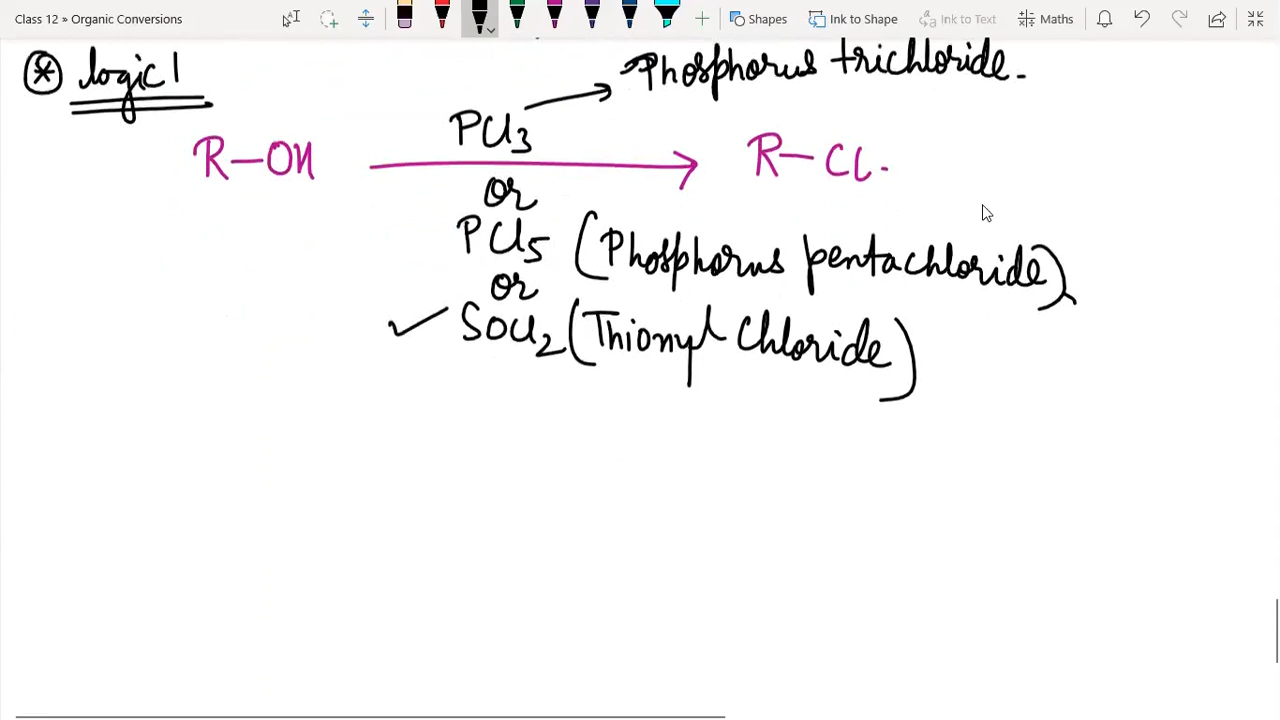 Class 12 » Organic Conversions
Shapes Ink to Shape Ink to Text Maths
* logic 1
Phosphorus trichloride.
PCl3
R-OH R-Cl.
or
PCl5 (Phosphorus pentachloride)
or
✓ SOCl2 (Thionyl Chloride)